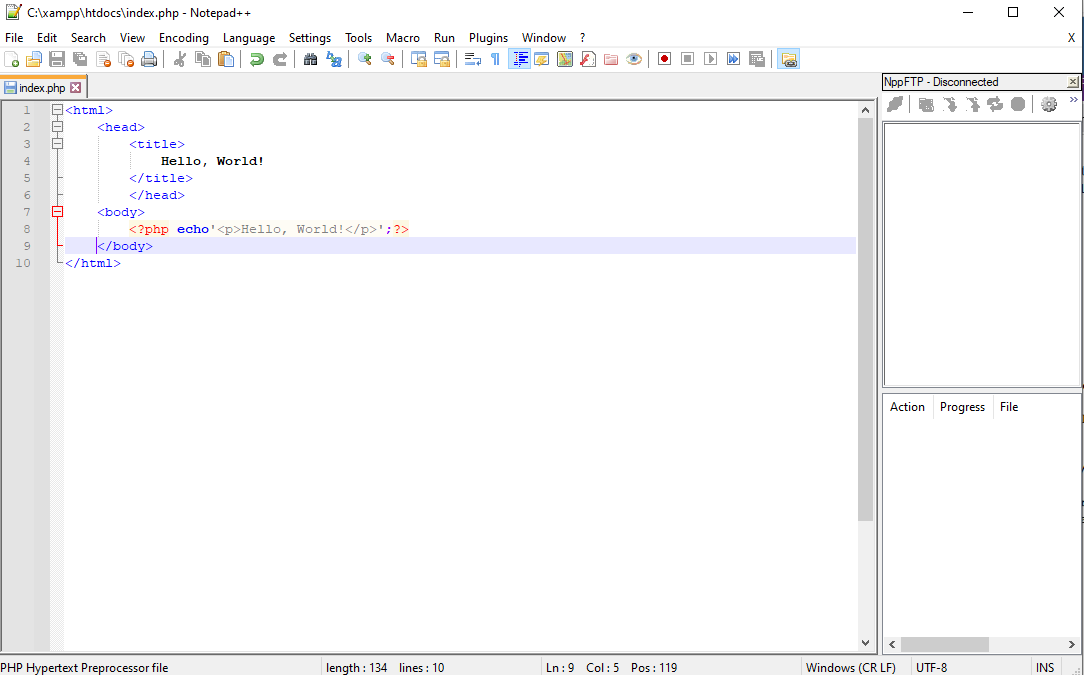 C:\xampp\htdocs\index.php - Notepad++
File Edit Search View Encoding Language Settings Tools Macro Run Plugins Window ? X
index.php
NppFTP - Disconnected
1 <html>
2 <head>
3 <title>
4 Hello, World!
5 </title>
6 </head>
7 <body>
8 <?php echo'<p>Hello, World!</p>';?>
9 </body>
10 </html>
Action Progress File
PHP Hypertext Preprocessor file length : 134 lines : 10 Ln : 9 Col : 5 Pos : 119 Windows (CR LF) UTF-8 INS